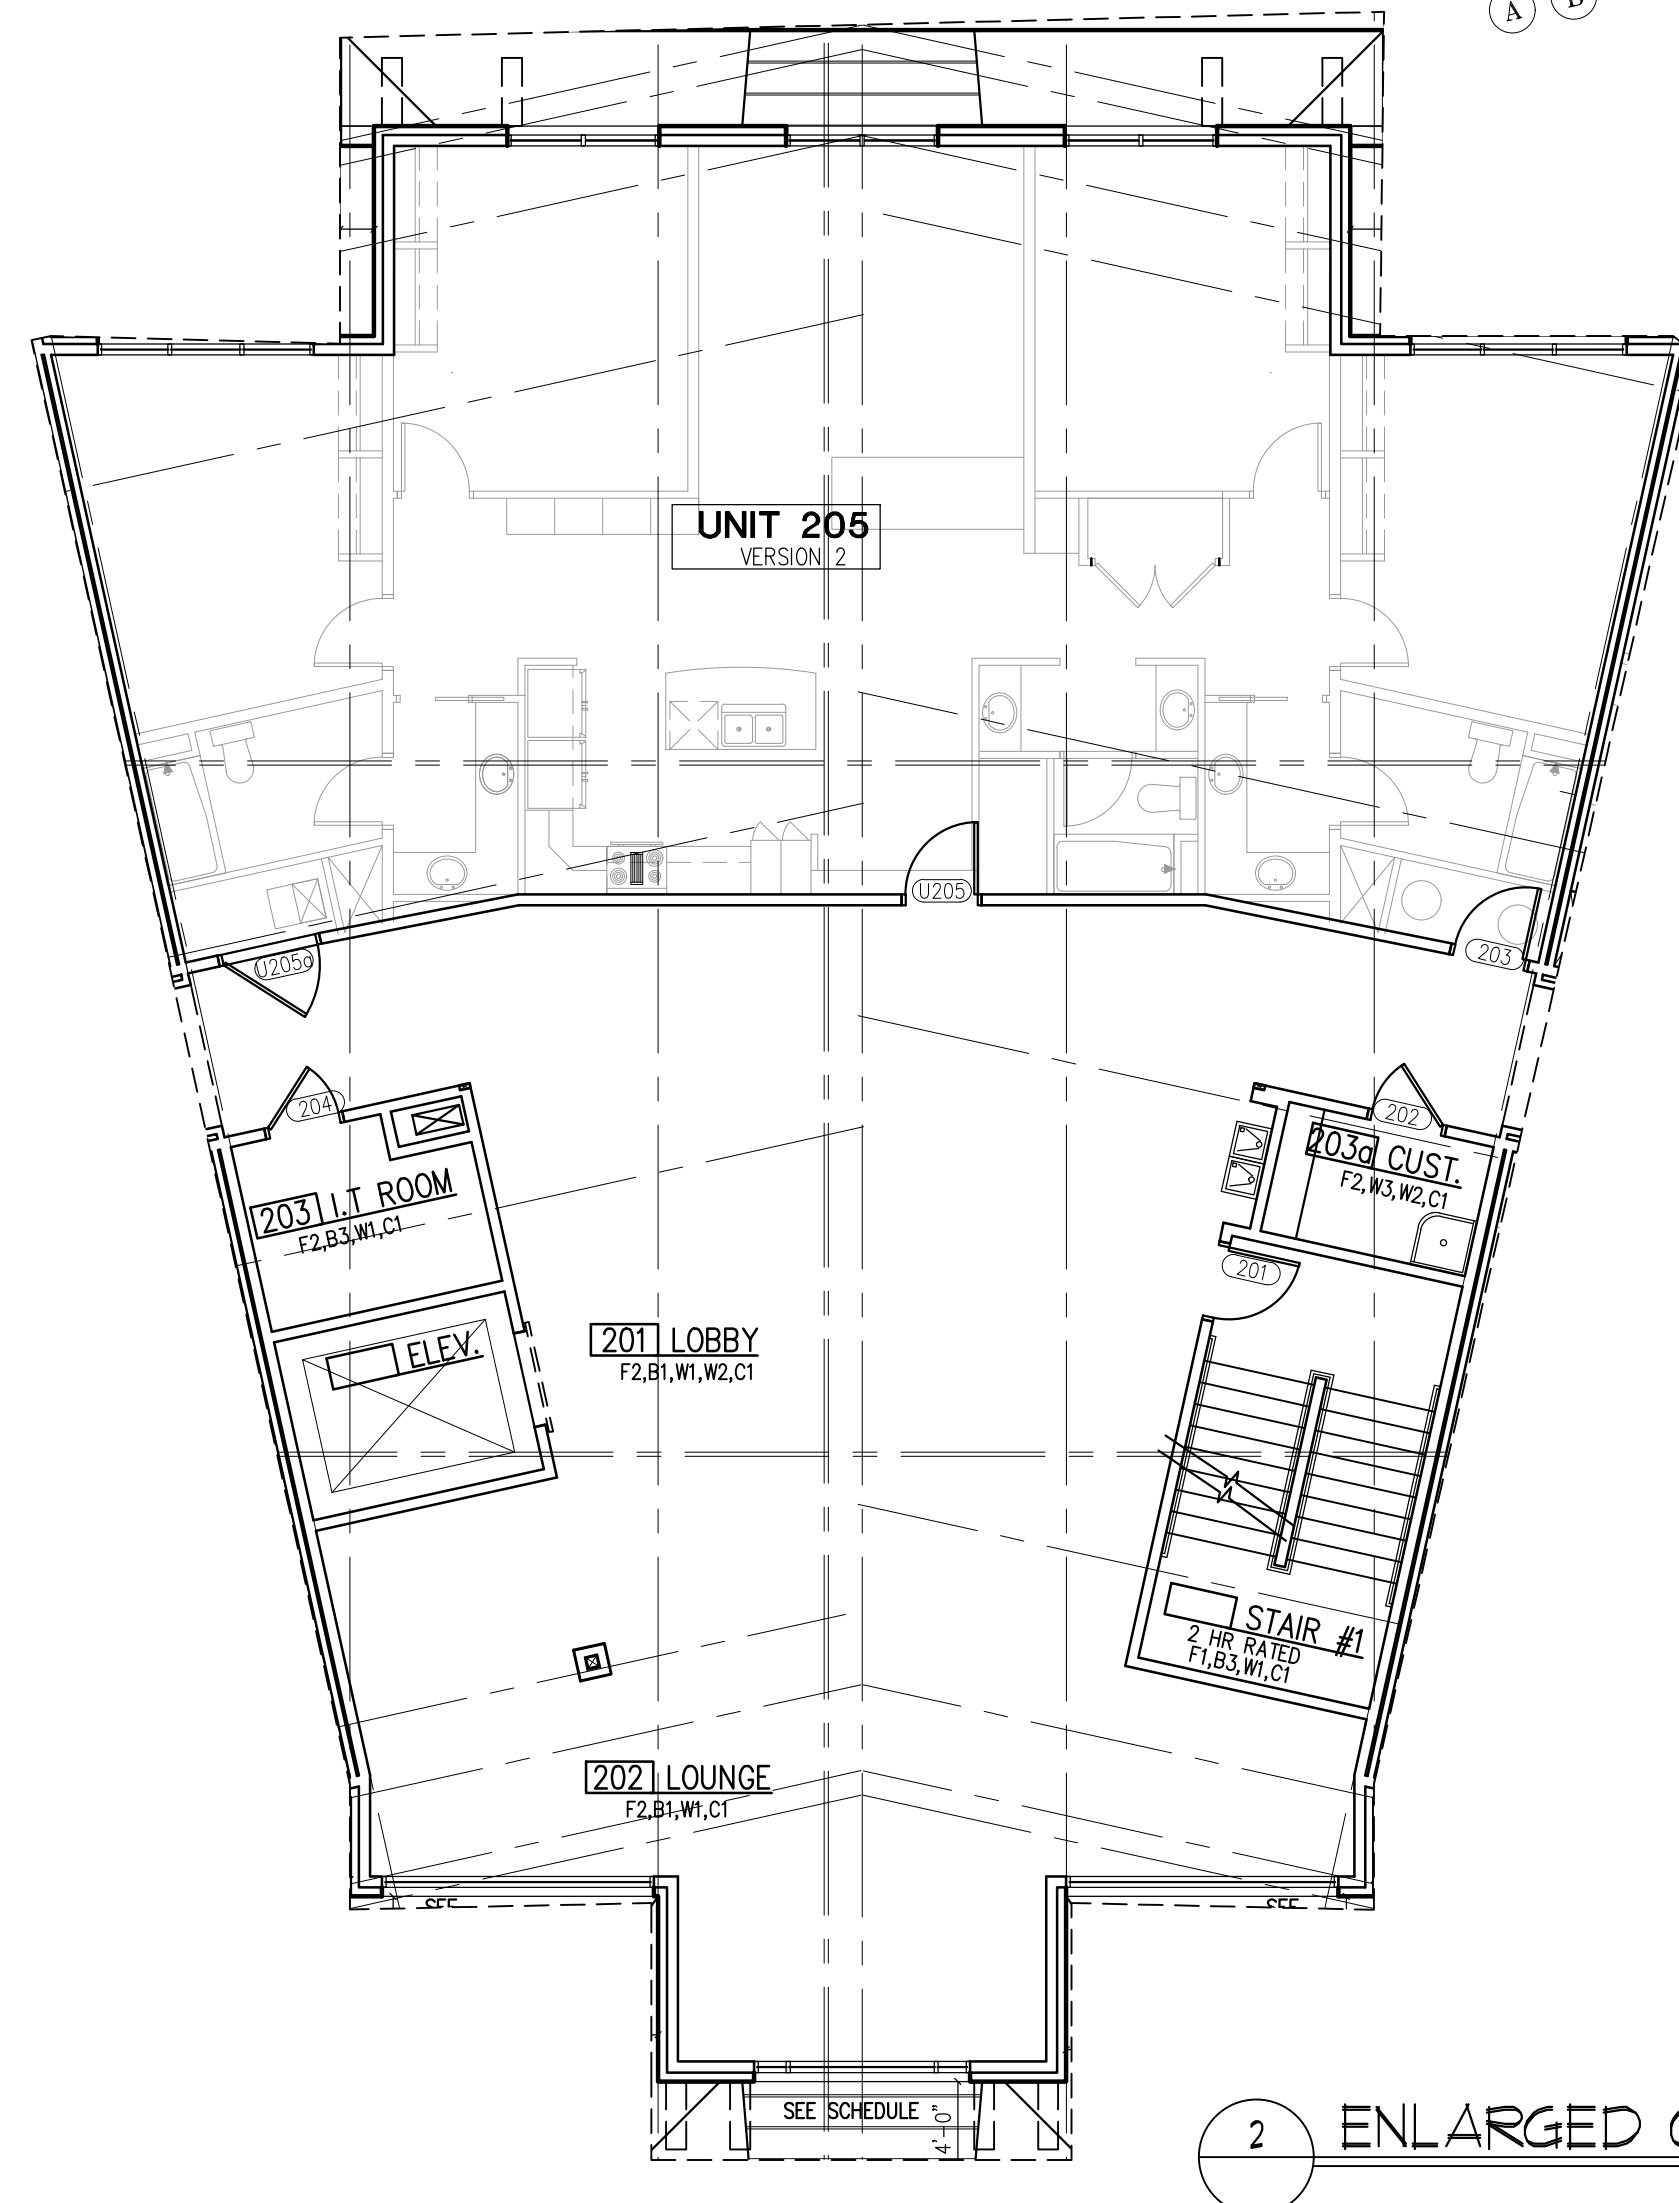 A
UNIT 205
VERSION 2
U205
U205a
203
204
202
203a CUST.
F2,W3,W2,C1
203 I.T ROOM
F2,B3,W1,C1
201
201 LOBBY
F2,B1,W1,W2,C1
ELEV.
STAIR #1
2 HR RATED
F1,B3,W1,C1
202 LOUNGE
F2,B1,W1,C1
SEE
SEE
SEE SCHEDULE
4'-0"
2
ENLARGED